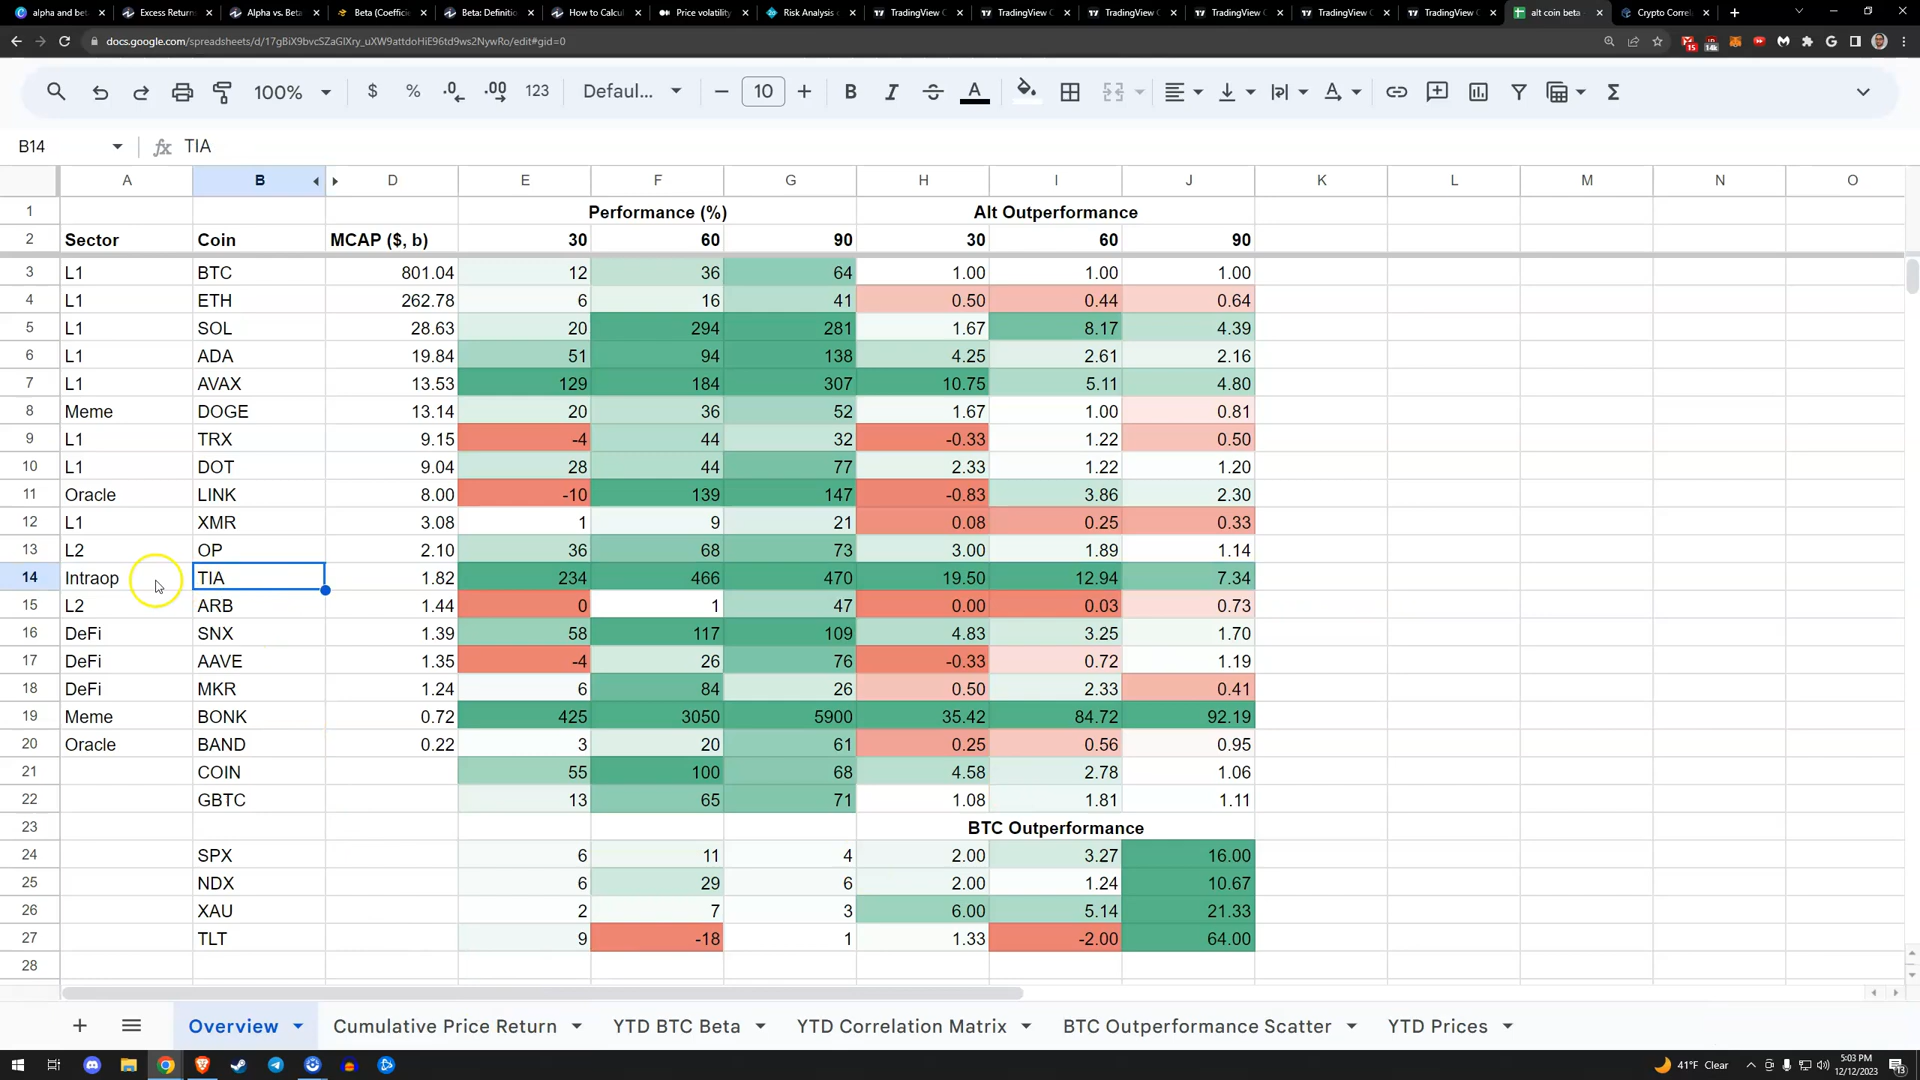 alpha and be
Excess Return
Alpha vs. Beta
Beta (Coefficie
Beta: Definitio
How to Calcu
Price volatility
Risk Analysis
TradingView C
TradingView C
TradingView C
TradingView C
TradingView C
TradingView C
alt coin beta
Crypto Correl
docs.google.com/spreadsheets/d/17gBiX9bvcSZaGlXry_uXW9attdoHiE96td9ws2NywRo/edit#gid=0
100% $ % .0 .00 123 Defaul... 10 B I A
B14 fx TIA
A B D E F G H I J K L M N O
1 Performance (%) Alt Outperformance
2 Sector Coin MCAP ($, b) 30 60 90 30 60 90
3 L1 BTC 801.04 12 36 64 1.00 1.00 1.00
4 L1 ETH 262.78 6 16 41 0.50 0.44 0.64
5 L1 SOL 28.63 20 294 281 1.67 8.17 4.39
6 L1 ADA 19.84 51 94 138 4.25 2.61 2.16
7 L1 AVAX 13.53 129 184 307 10.75 5.11 4.80
8 Meme DOGE 13.14 20 36 52 1.67 1.00 0.81
9 L1 TRX 9.15 -4 44 32 -0.33 1.22 0.50
10 L1 DOT 9.04 28 44 77 2.33 1.22 1.20
11 Oracle LINK 8.00 -10 139 147 -0.83 3.86 2.30
12 L1 XMR 3.08 1 9 21 0.08 0.25 0.33
13 L2 OP 2.10 36 68 73 3.00 1.89 1.14
14 Intraop TIA 1.82 234 466 470 19.50 12.94 7.34
15 L2 ARB 1.44 0 1 47 0.00 0.03 0.73
16 DeFi SNX 1.39 58 117 109 4.83 3.25 1.70
17 DeFi AAVE 1.35 -4 26 76 -0.33 0.72 1.19
18 DeFi MKR 1.24 6 84 26 0.50 2.33 0.41
19 Meme BONK 0.72 425 3050 5900 35.42 84.72 92.19
20 Oracle BAND 0.22 3 20 61 0.25 0.56 0.95
21 COIN 55 100 68 4.58 2.78 1.06
22 GBTC 13 65 71 1.08 1.81 1.11
23 BTC Outperformance
24 SPX 6 11 4 2.00 3.27 16.00
25 NDX 6 29 6 2.00 1.24 10.67
26 XAU 2 7 3 6.00 5.14 21.33
27 TLT 9 -18 1 1.33 -2.00 64.00
28
Overview Cumulative Price Return YTD BTC Beta YTD Correlation Matrix BTC Outperformance Scatter YTD Prices
41°F Clear
5:03 PM
12/12/2023